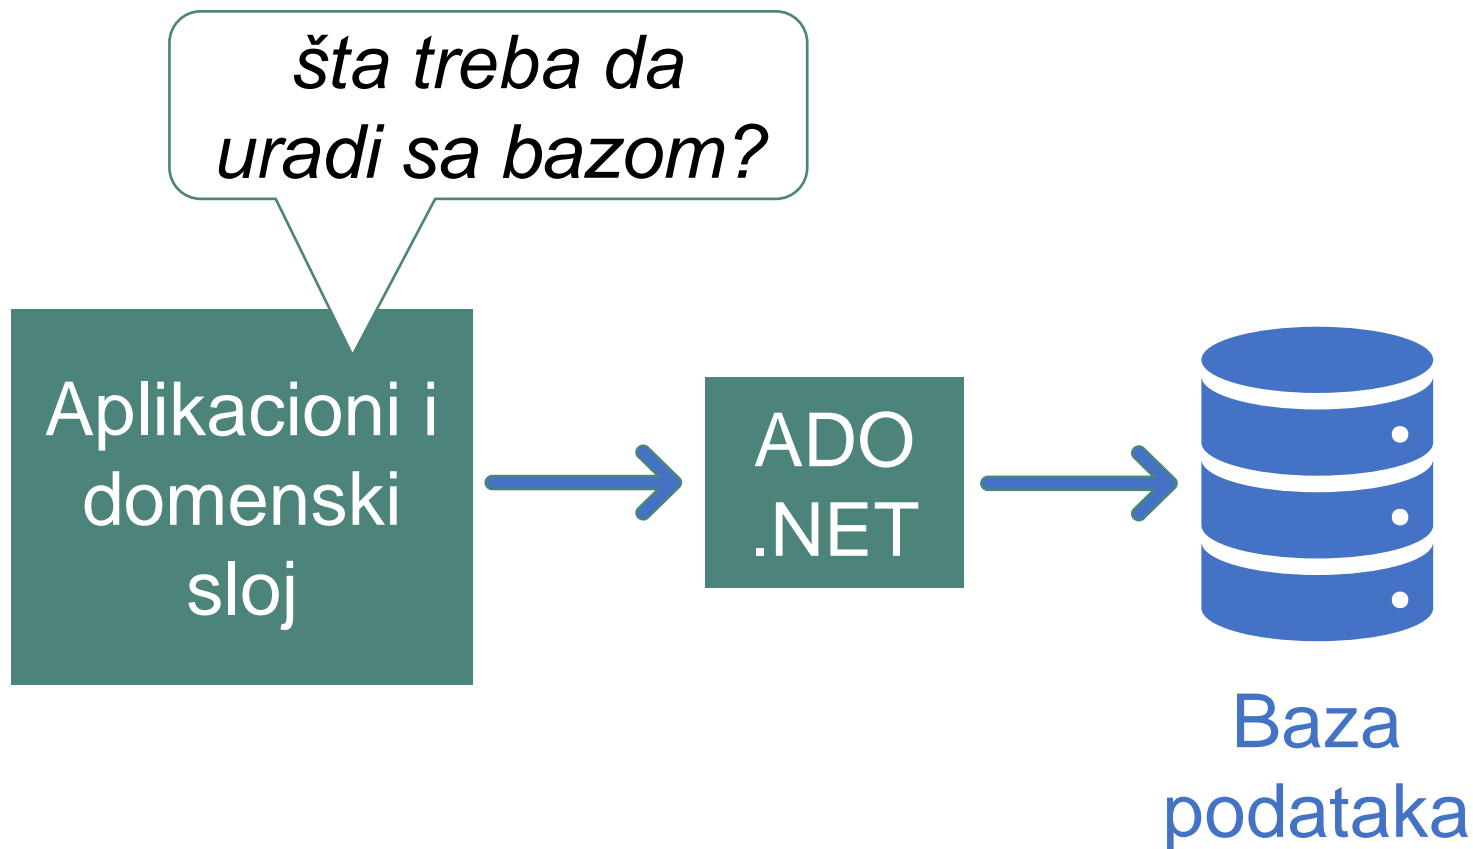 šta treba da
uradi sa bazom?
Aplikacioni i
domenski
sloj
ADO
.NET
Baza
podataka